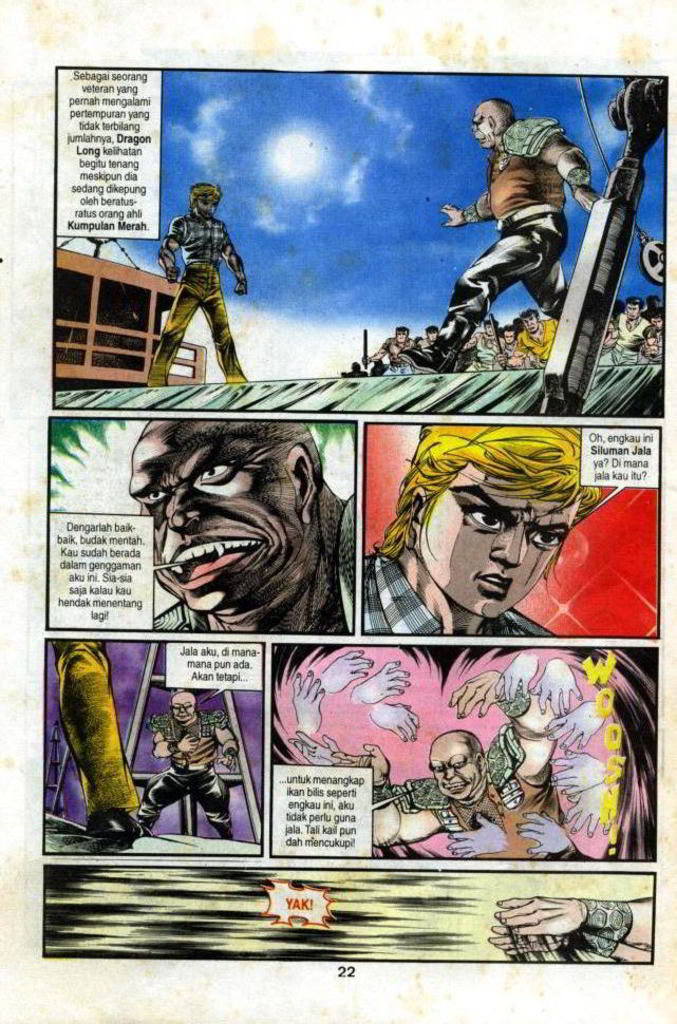 Sebagai seorang
veteran yang
pernah mengalami
pertempuran yang
tidak terbilang
jumlahnya, Dragon
Long kelihatan
begitu tenang
meskipun dia
sedang dikepung
oleh beratus-
ratus orang ahli
Kumpulan Merah.
Dengarlah baik-
baik, budak mentah.
Kau sudah berada
dalam genggaman
aku ini. Sia-sia
saja kalau kau
hendak menentang
lagi!
Oh, engkau ini
Siluman Jala
ya? Di mana
jala kau itu?
Jala aku, di mana-
mana pun ada.
Akan tetapi...
...untuk menangkap
ikan bilis seperti
engkau ini, aku
tidak perlu guna
jala. Tali kail pun
dah mencukupi!
WOOSH!
YAK!
22